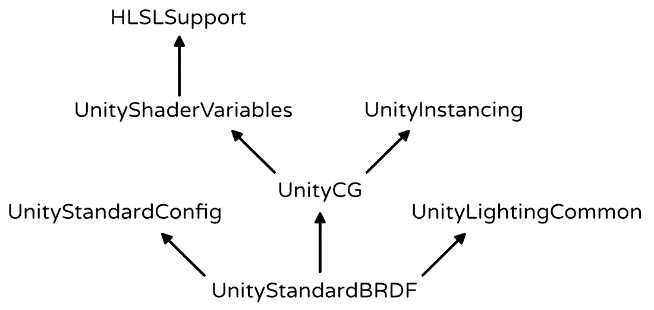 HLSLSupport
UnityShaderVariables
UnityInstancing
UnityCG
UnityStandardConfig
UnityLightingCommon
UnityStandardBRDF